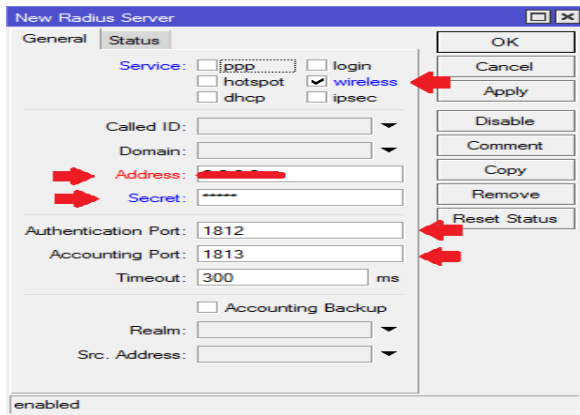 New Radius Server
General Status
Service: ppp login
hotspot wireless
dhcp ipsec
Called ID:
Domain:
Address:
Secret: *****
Authentication Port: 1812
Accounting Port: 1813
Timeout: 300 ms
Accounting Backup
Realm:
Src. Address:
OK
Cancel
Apply
Disable
Comment
Copy
Remove
Reset Status
enabled